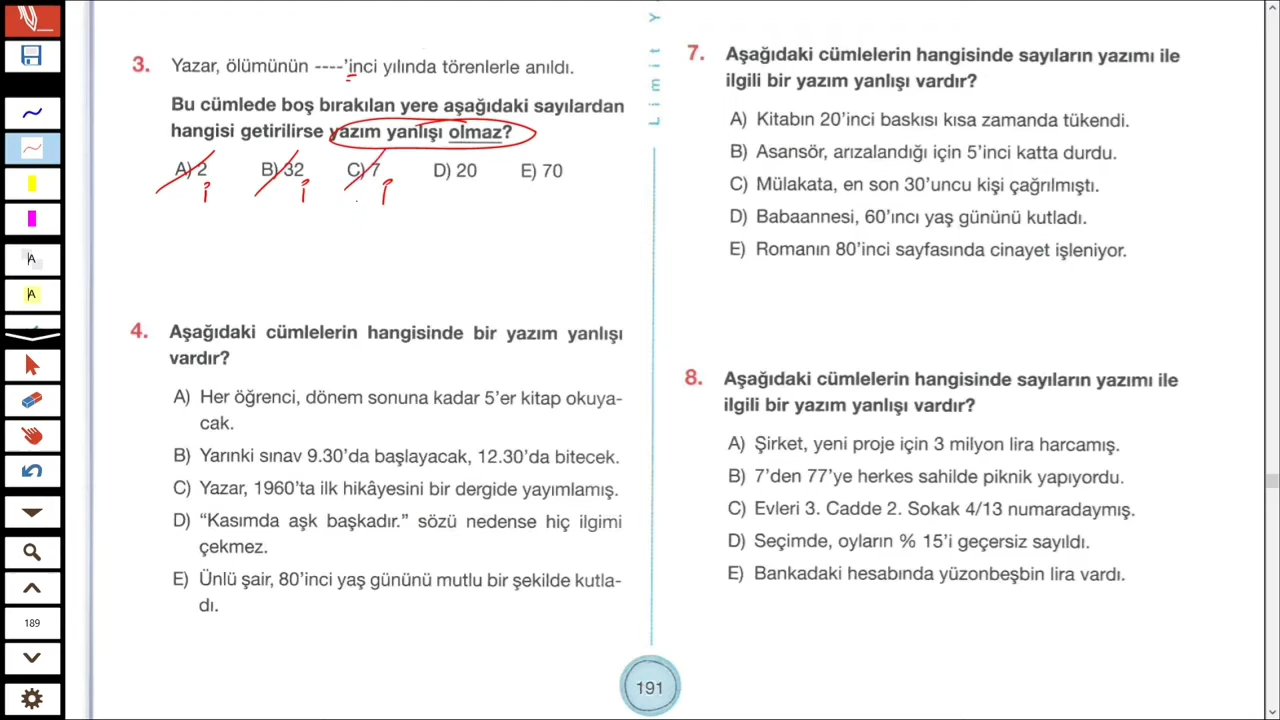 3. Yazar, ölümünün ----'inci yılında törenlerle anıldı.
Bu cümlede boş bırakılan yere aşağıdaki sayılardan
hangisi getirilirse yazım yanlışı olmaz?
A) 2 B) 32 C) 7 D) 20 E) 70
i i i
4. Aşağıdaki cümlelerin hangisinde bir yazım yanlışı
vardır?
A) Her öğrenci, dönem sonuna kadar 5'er kitap okuya-
cak.
B) Yarınki sınav 9.30'da başlayacak, 12.30'da bitecek.
C) Yazar, 1960'ta ilk hikâyesini bir dergide yayımlamış.
D) “Kasımda aşk başkadır.” sözü nedense hiç ilgimi
çekmez.
E) Ünlü şair, 80'inci yaş gününü mutlu bir şekilde kutla-
dı.
Limit Y
7. Aşağıdaki cümlelerin hangisinde sayıların yazımı ile
ilgili bir yazım yanlışı vardır?
A) Kitabın 20'inci baskısı kısa zamanda tükendi.
B) Asansör, arızalandığı için 5'inci katta durdu.
C) Mülakata, en son 30'uncu kişi çağrılmıştı.
D) Babaannesi, 60'ıncı yaş gününü kutladı.
E) Romanın 80'inci sayfasında cinayet işleniyor.
8. Aşağıdaki cümlelerin hangisinde sayıların yazımı ile
ilgili bir yazım yanlışı vardır?
A) Şirket, yeni proje için 3 milyon lira harcamış.
B) 7'den 77'ye herkes sahilde piknik yapıyordu.
C) Evleri 3. Cadde 2. Sokak 4/13 numaradaymış.
D) Seçimde, oyların % 15'i geçersiz sayıldı.
E) Bankadaki hesabında yüzonbeşbin lira vardı.
191
A
A
189